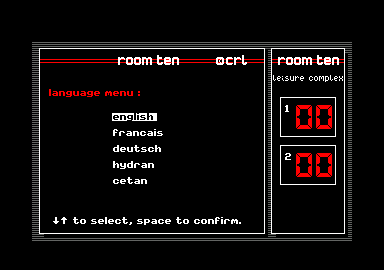 room ten ©crl
language menu:
english
francais
deutsch
hydran
cetan
↓↑ to select, space to confirm.
room ten
leisure complex
1 00
2 00